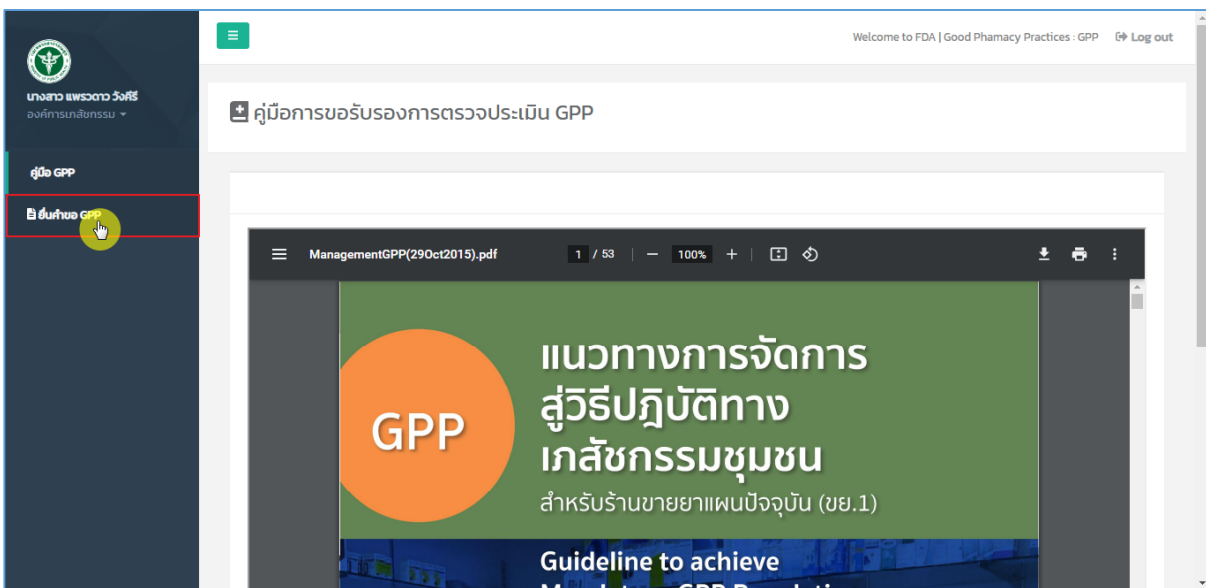 Welcome to FDA | Good Phamacy Practices : GPP Log out
นางสาว แพรวดาว วังคีรี
องค์การเภสัชกรรม
คู่มือการขอรับรองการตรวจประเมิน GPP
คู่มือ GPP
ยื่นคำขอ GPP
ManagementGPP(29Oct2015).pdf 1 / 53 | − 100% + |
GPP
แนวทางการจัดการ
สู่วิธีปฏิบัติทาง
เภสัชกรรมชุมชน
สำหรับร้านขายยาแผนปัจจุบัน (ขย.1)
Guideline to achieve